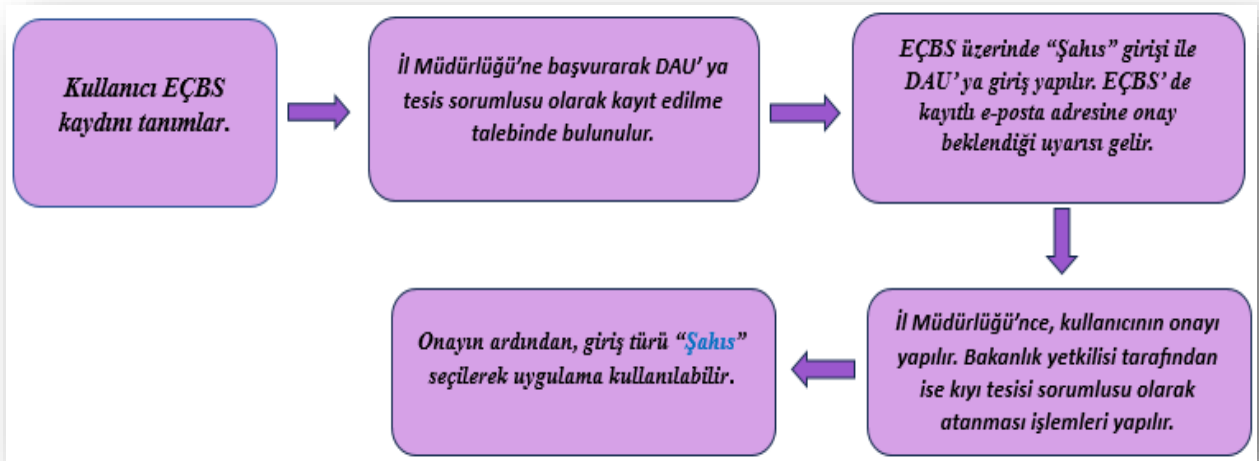 Kullanıcı EÇBS
kaydını tanımlar.
İl Müdürlüğü’ne başvurarak DAU’ ya
tesis sorumlusu olarak kayıt edilme
talebinde bulunulur.
EÇBS üzerinde “Şahıs” girişi ile
DAU’ ya giriş yapılır. EÇBS’ de
kayıtlı e-posta adresine onay
beklendiği uyarısı gelir.
İl Müdürlüğü’nce, kullanıcının onayı
yapılır. Bakanlık yetkilisi tarafından
ise kıyı tesisi sorumlusu olarak
atanması işlemleri yapılır.
Onayın ardından, giriş türü “Şahıs”
seçilerek uygulama kullanılabilir.